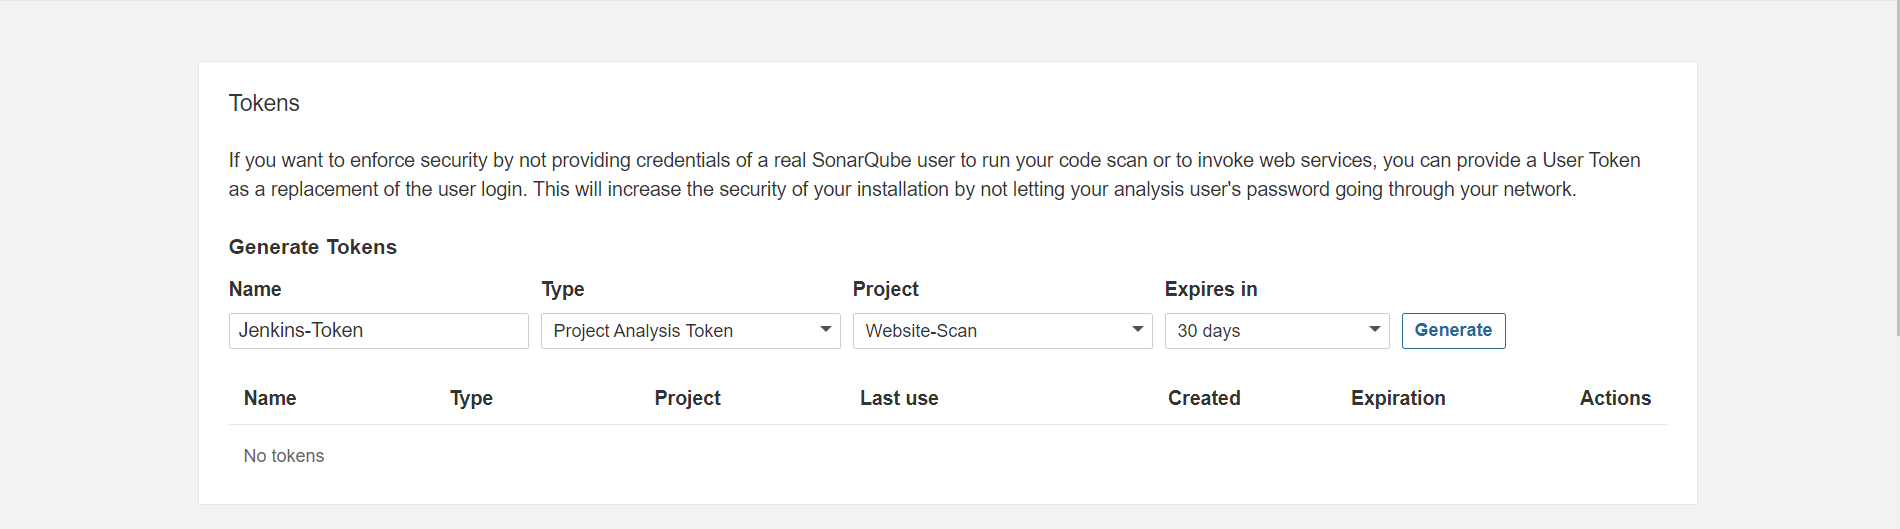 Tokens
If you want to enforce security by not providing credentials of a real SonarQube user to run your code scan or to invoke web services, you can provide a User Token
as a replacement of the user login. This will increase the security of your installation by not letting your analysis user's password going through your network.
Generate Tokens
Name Type Project Expires in
Jenkins-Token Project Analysis Token Website-Scan 30 days Generate
Name Type Project Last use Created Expiration Actions
No tokens